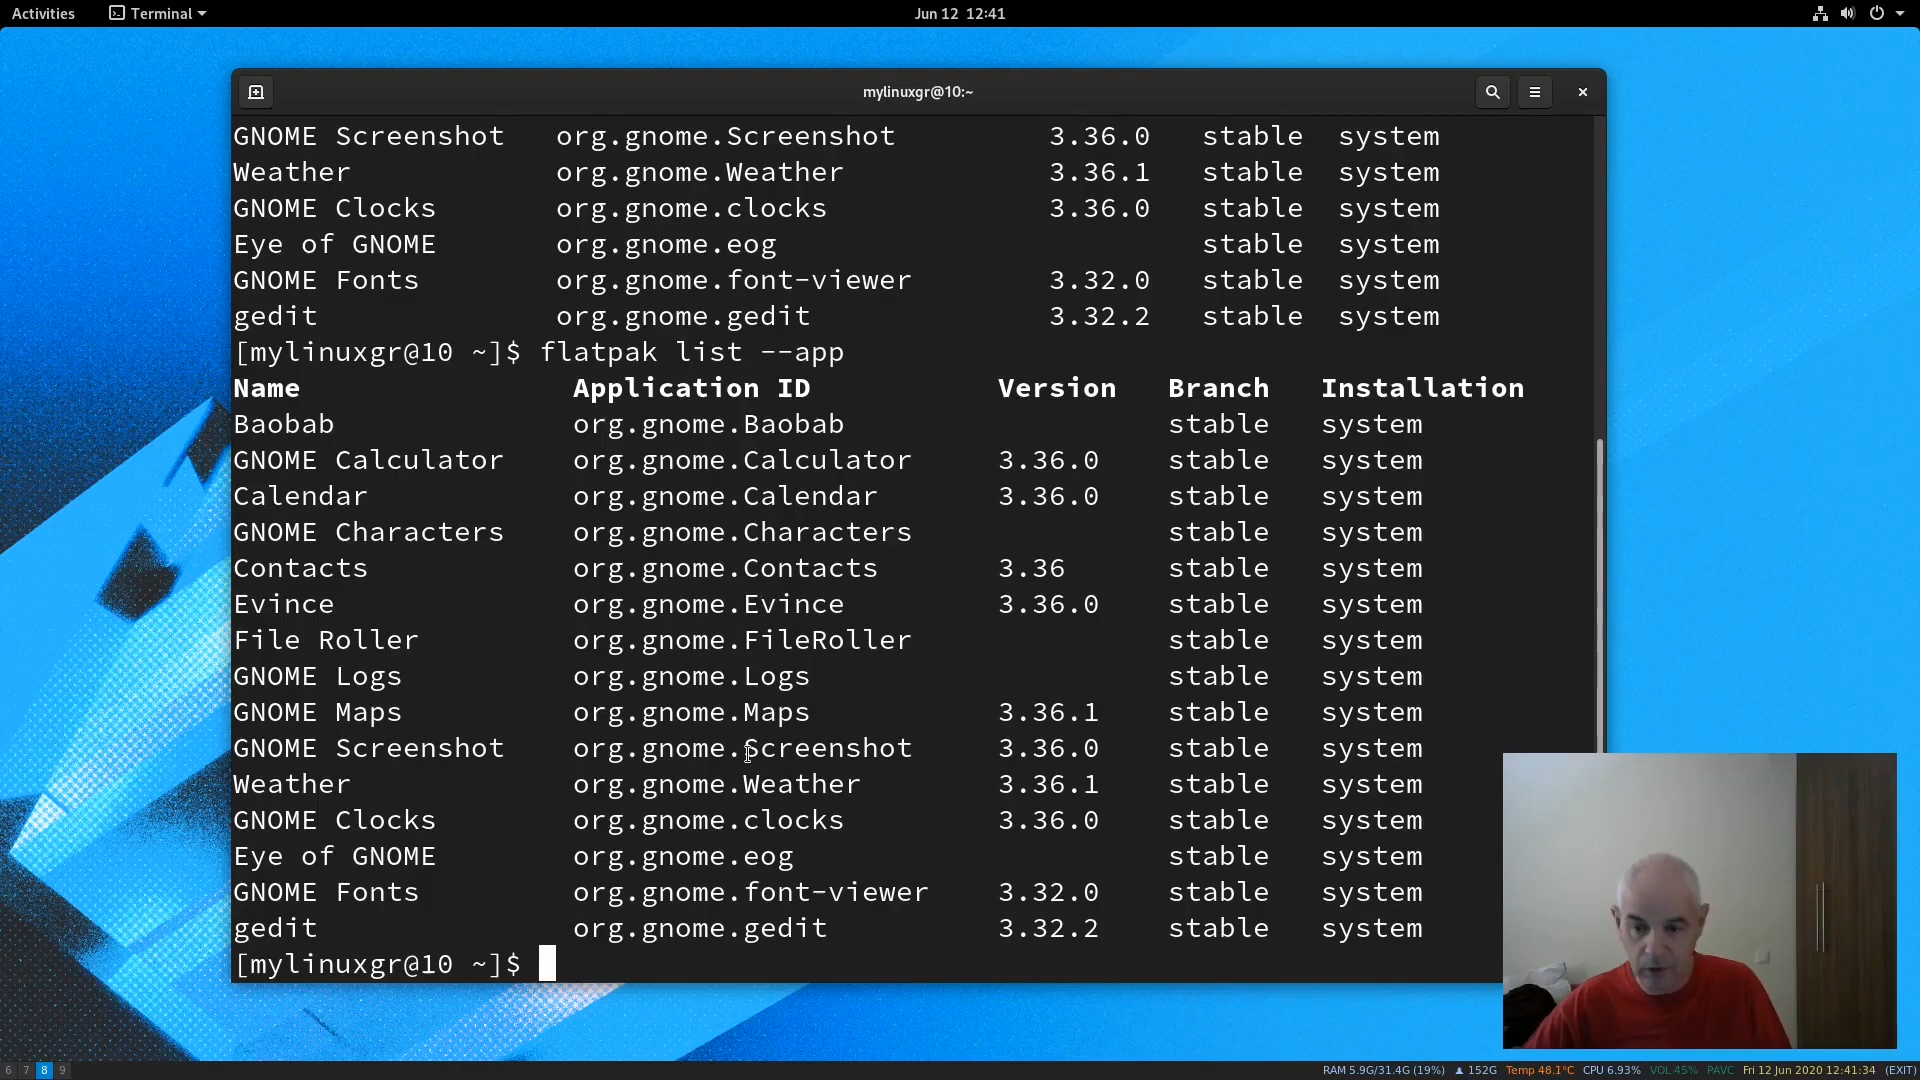 Activities Terminal Jun 12 12:41
mylinuxgr@10:~
GNOME Screenshot org.gnome.Screenshot 3.36.0 stable system
Weather org.gnome.Weather 3.36.1 stable system
GNOME Clocks org.gnome.clocks 3.36.0 stable system
Eye of GNOME org.gnome.eog stable system
GNOME Fonts org.gnome.font-viewer 3.32.0 stable system
gedit org.gnome.gedit 3.32.2 stable system
[mylinuxgr@10 ~]$ flatpak list --app
Name Application ID Version Branch Installation
Baobab org.gnome.Baobab stable system
GNOME Calculator org.gnome.Calculator 3.36.0 stable system
Calendar org.gnome.Calendar 3.36.0 stable system
GNOME Characters org.gnome.Characters stable system
Contacts org.gnome.Contacts 3.36 stable system
Evince org.gnome.Evince 3.36.0 stable system
File Roller org.gnome.FileRoller stable system
GNOME Logs org.gnome.Logs stable system
GNOME Maps org.gnome.Maps 3.36.1 stable system
GNOME Screenshot org.gnome.Screenshot 3.36.0 stable system
Weather org.gnome.Weather 3.36.1 stable system
GNOME Clocks org.gnome.clocks 3.36.0 stable system
Eye of GNOME org.gnome.eog stable system
GNOME Fonts org.gnome.font-viewer 3.32.0 stable system
gedit org.gnome.gedit 3.32.2 stable system
[mylinuxgr@10 ~]$
6 7 8 9 RAM 5.9G/31.4G (19%) 152G Temp 48.1°C CPU 6.93% VOL 45% PAVC Fri 12 Jun 2020 12:41:34 (EXIT)